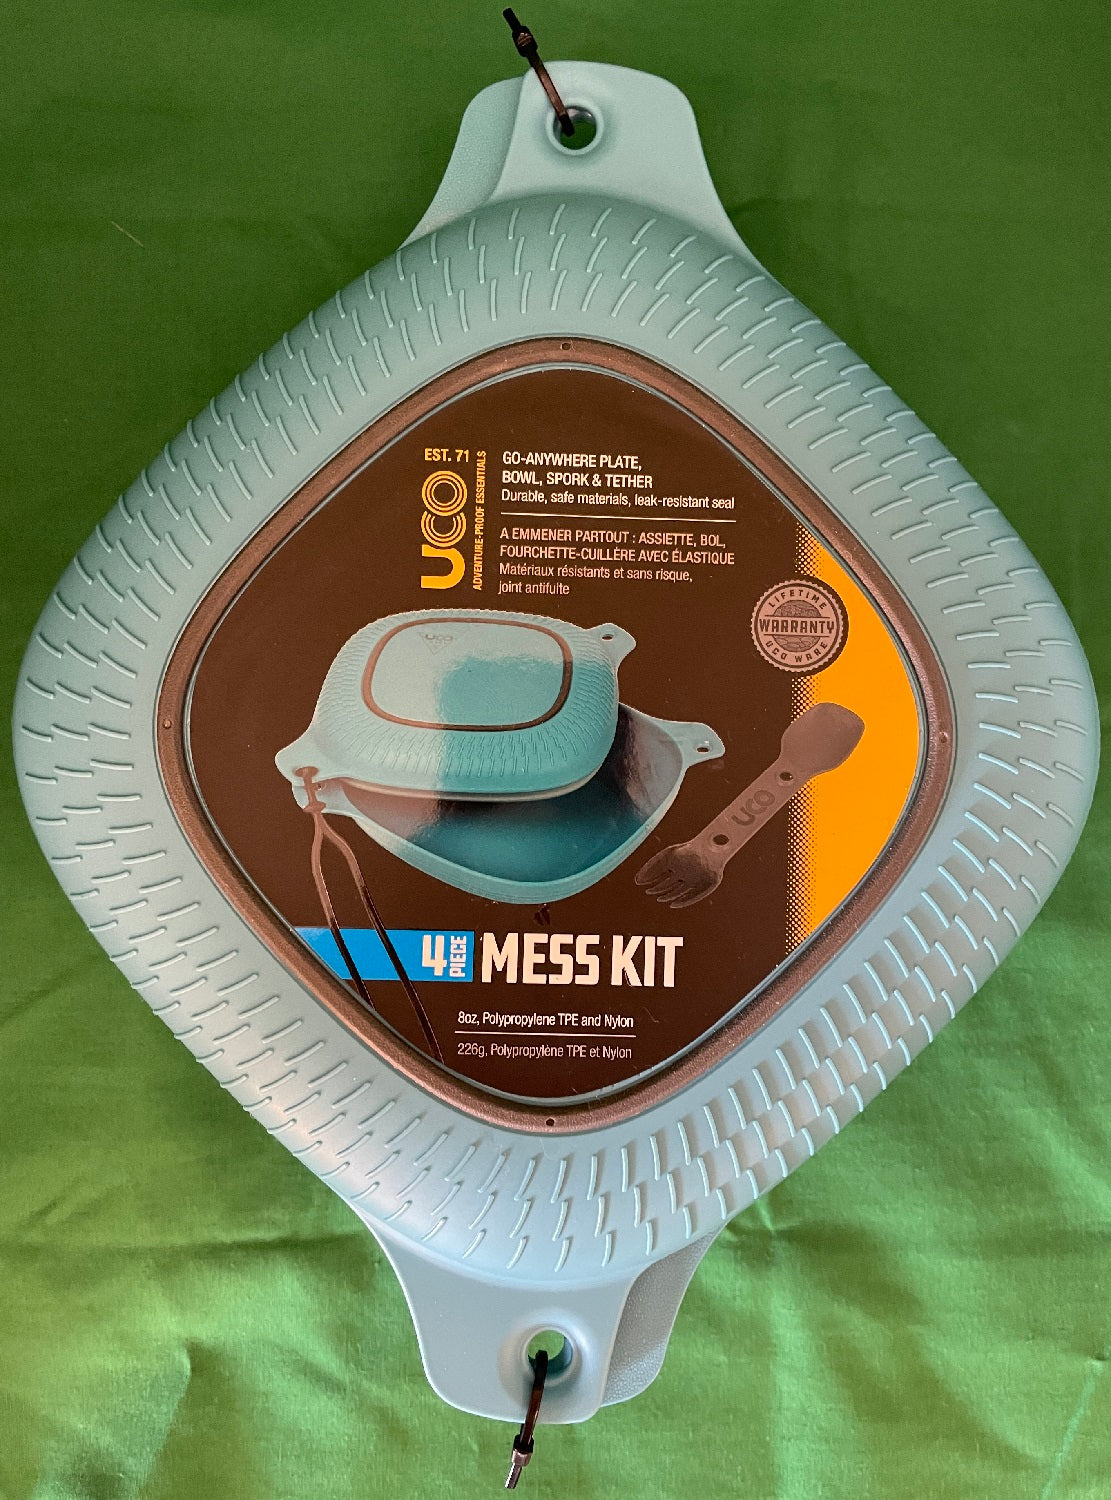 EST. 71
UCO
ADVENTURE-PROOF ESSENTIALS
GO-ANYWHERE PLATE,
BOWL, SPORK & TETHER
Durable, safe materials, leak-resistant seal
A EMMENER PARTOUT : ASSIETTE, BOL,
FOURCHETTE-CUILLÈRE AVEC ÉLASTIQUE
Matériaux résistants et sans risque,
joint antifuite
LIFETIME
WARRANTY
UCO WARE
UCO
UCO
4 PIECE MESS KIT
8oz, Polypropylene TPE and Nylon
226g, Polypropylène TPE et Nylon